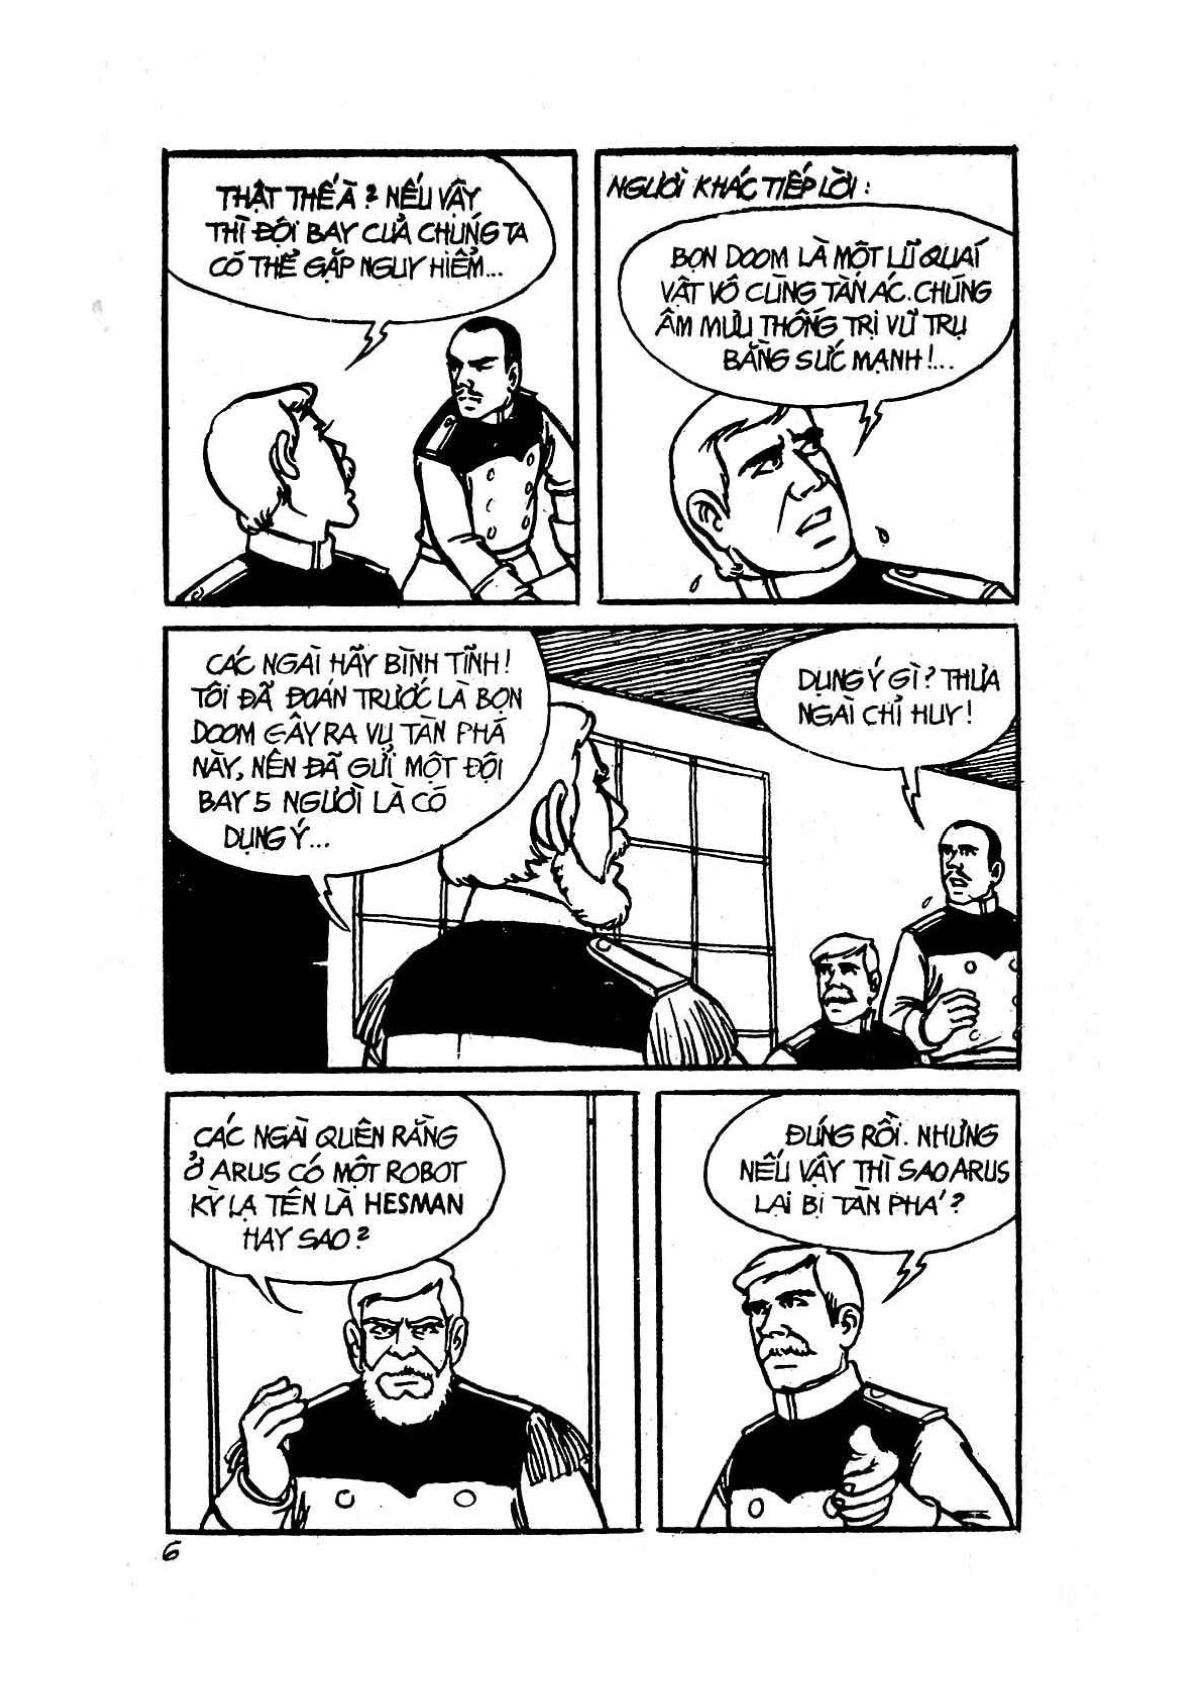 THẬT THẾ À? NẾU VẬY
THÌ ĐỘI BAY CỦA CHÚNG TA
CÓ THỂ GẶP NGUY HIỂM...
NGƯỜI KHÁC TIẾP LỜI:
BỌN DOOM LÀ MỘT LŨ QUÁI
VẬT VÔ CÙNG TÀN ÁC. CHÚNG
ÂM MƯU THỐNG TRỊ VŨ TRỤ
BẰNG SỨC MẠNH!...
CÁC NGÀI HÃY BÌNH TĨNH!
TÔI ĐÃ ĐOÁN TRƯỚC LÀ BỌN
DOOM GÂY RA VỤ TÀN PHÁ
NÀY, NÊN ĐÃ GỬI MỘT ĐỘI
BAY 5 NGƯỜI LÀ CÓ
DỤNG Ý...
DỤNG Ý GÌ? THƯA
NGÀI CHỈ HUY!
CÁC NGÀI QUÊN RẰNG
Ở ARUS CÓ MỘT ROBOT
KỲ LẠ TÊN LÀ HESMAN
HAY SAO?
ĐÚNG RỒI. NHƯNG
NẾU VẬY THÌ SAO ARUS
LẠI BỊ TÀN PHÁ?
6